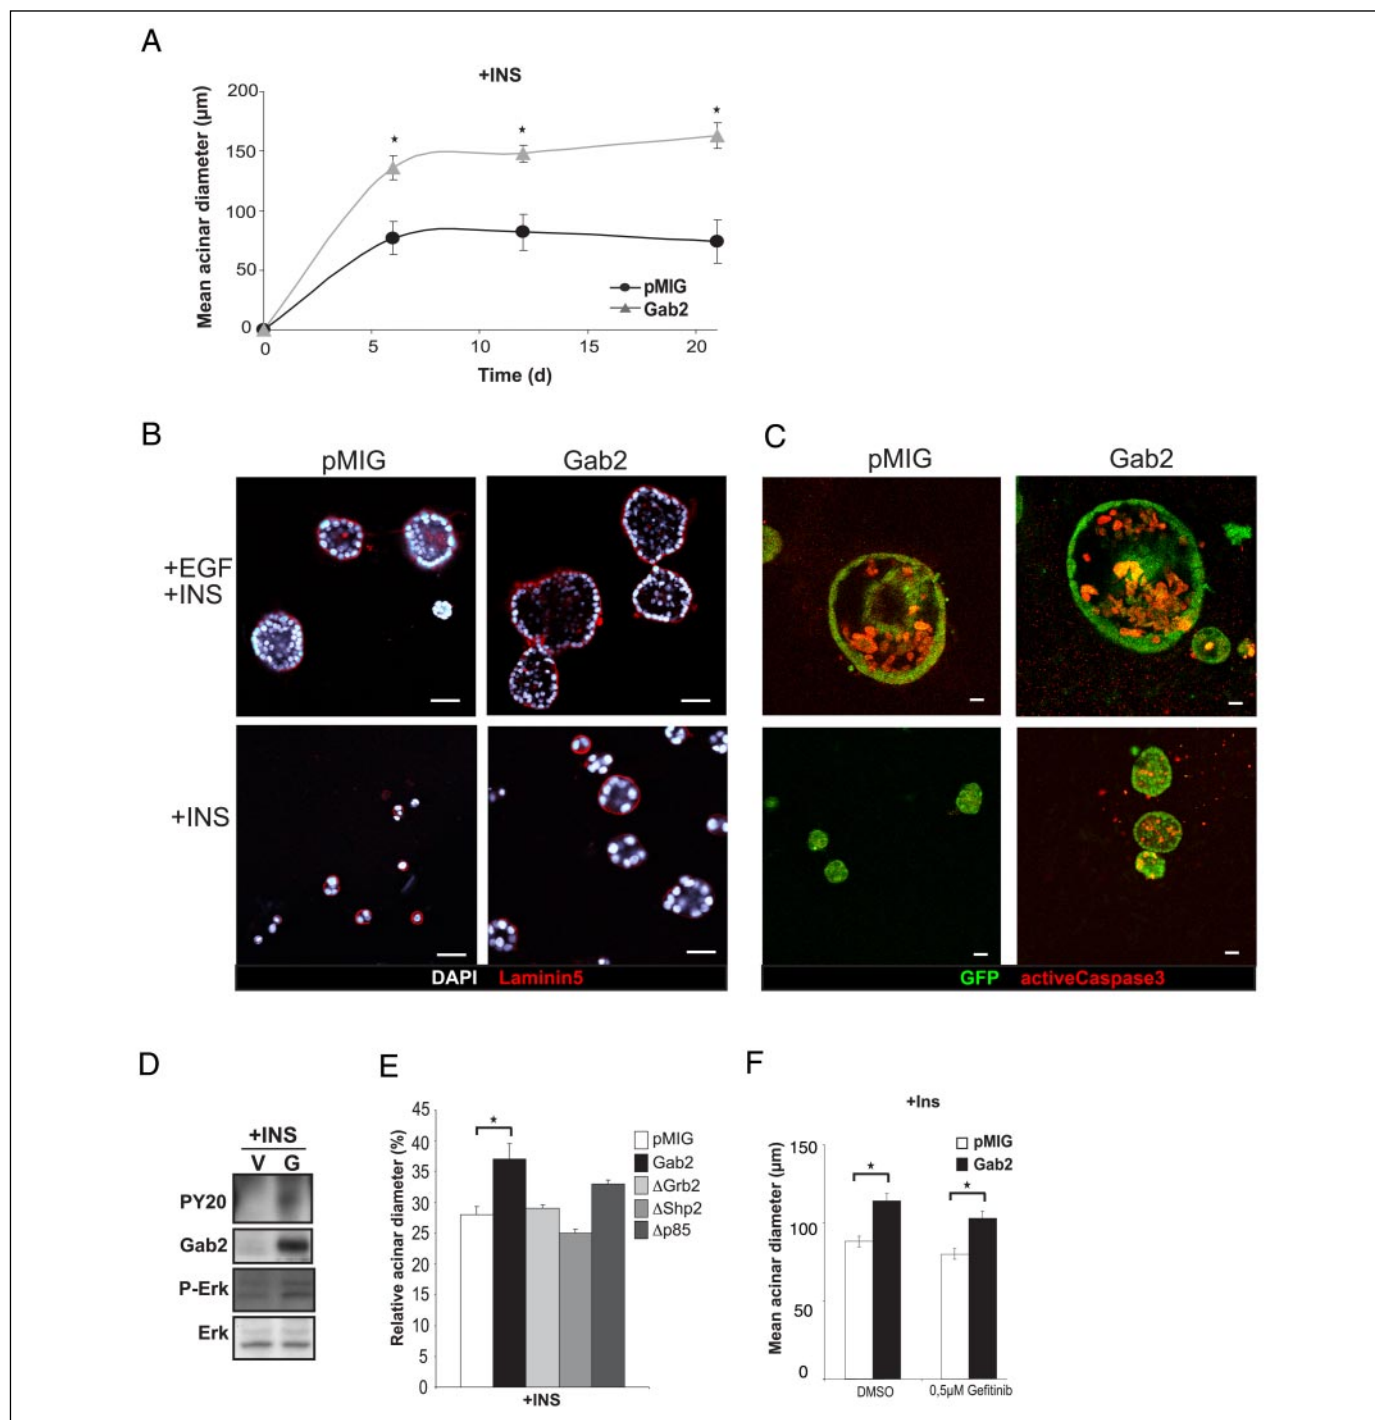 A
+INS
Mean acinar diameter (µm)
200
150
100
50
0
0 5 10 15 20
Time (d)
pMIG
Gab2
B
pMIG Gab2
+EGF
+INS
+INS
DAPI Laminin5
C
pMIG Gab2
GFP activeCaspase3
D
+INS
V G
PY20
Gab2
P-Erk
Erk
E
Relative acinar diameter (%)
45
40
35
30
25
20
15
10
5
0
+INS
pMIG
Gab2
ΔGrb2
ΔShp2
Δp85
F
+Ins
Mean acinar diameter (µm)
150
100
50
0
pMIG
Gab2
DMSO 0,5µM Gefitinib